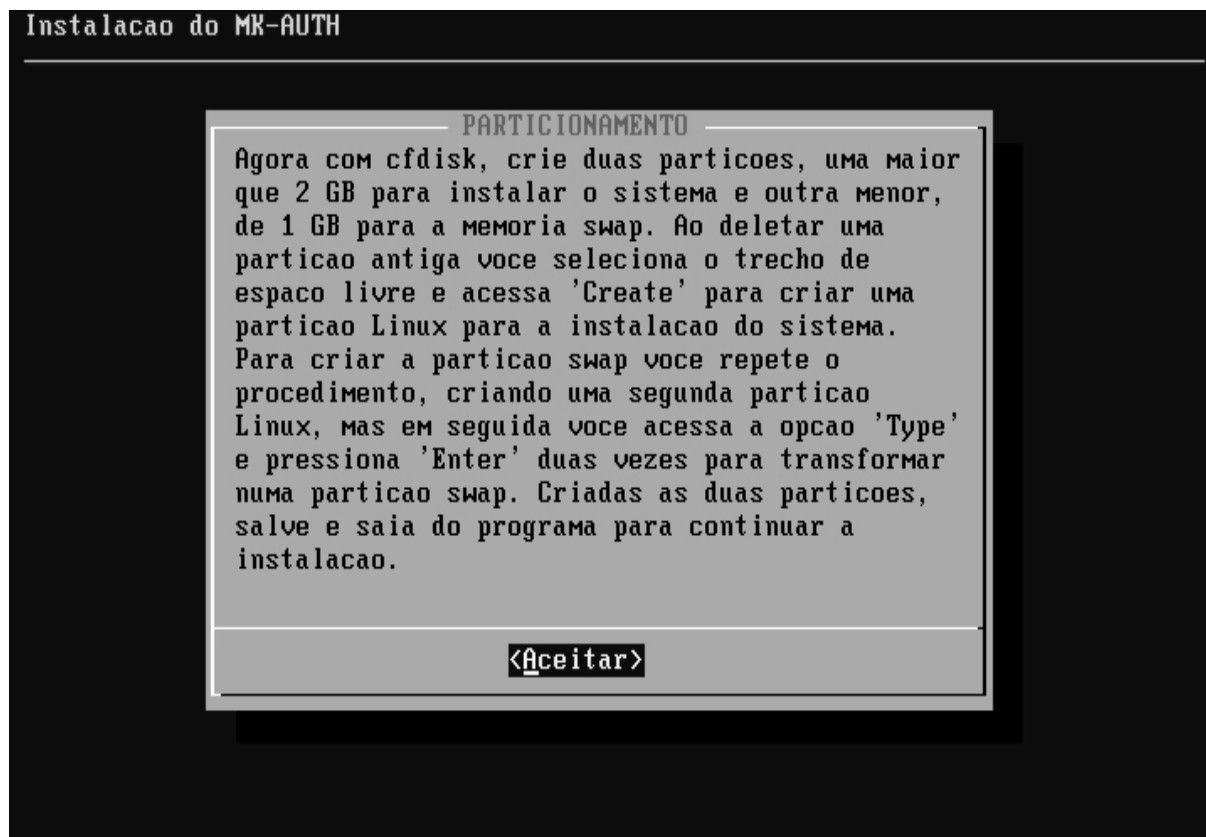 Instalacao do MK-AUTH
PARTICIONAMENTO
Agora com cfdisk, crie duas particoes, uma maior
que 2 GB para instalar o sistema e outra menor,
de 1 GB para a memoria swap. Ao deletar uma
particao antiga voce seleciona o trecho de
espaco livre e acessa 'Create' para criar uma
particao Linux para a instalacao do sistema.
Para criar a particao swap voce repete o
procedimento, criando uma segunda particao
Linux, mas em seguida voce acessa a opcao 'Type'
e pressiona 'Enter' duas vezes para transformar
numa particao swap. Criadas as duas particoes,
salve e saia do programa para continuar a
instalacao.
<Aceitar>